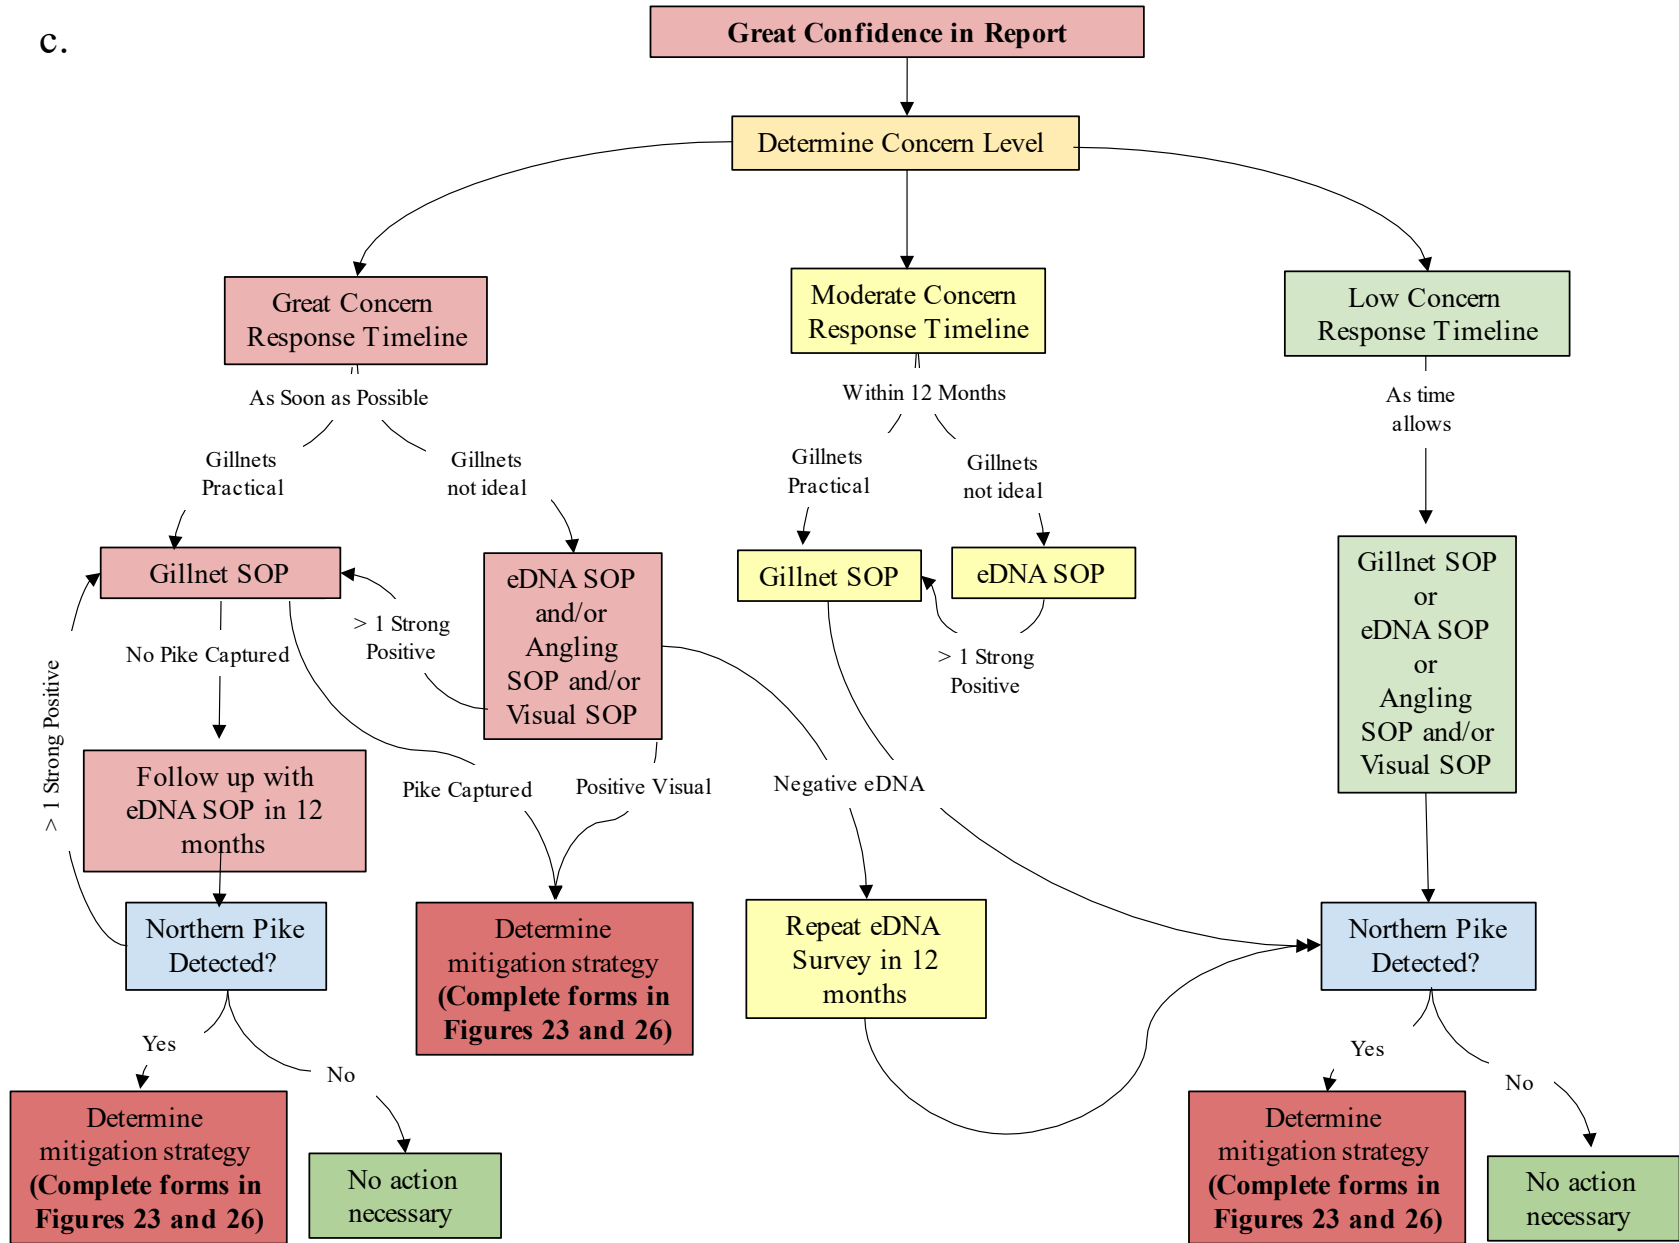 c.
Great Confidence in Report
Determine Concern Level
Great Concern
Response Timeline
Moderate Concern
Response Timeline
Low Concern
Response Timeline
As Soon as Possible
Within 12 Months
As time
allows
Gillnets
Practical
Gillnets
not ideal
Gillnets
Practical
Gillnets
not ideal
Gillnet SOP
eDNA SOP
and/or
Angling
SOP and/or
Visual SOP
Gillnet SOP
eDNA SOP
Gillnet SOP
or
eDNA SOP
or
Angling
SOP and/or
Visual SOP
> 1 Strong
Positive
No Pike Captured
> 1 Strong
Positive
> 1 Strong Positive
Follow up with
eDNA SOP in 12
months
Pike Captured
Positive Visual
Negative eDNA
Northern Pike
Detected?
Determine
mitigation strategy
(Complete forms in
Figures 23 and 26)
Repeat eDNA
Survey in 12
months
Northern Pike
Detected?
Yes
No
Yes
No
Determine
mitigation strategy
(Complete forms in
Figures 23 and 26)
No action
necessary
Determine
mitigation strategy
(Complete forms in
Figures 23 and 26)
No action
necessary